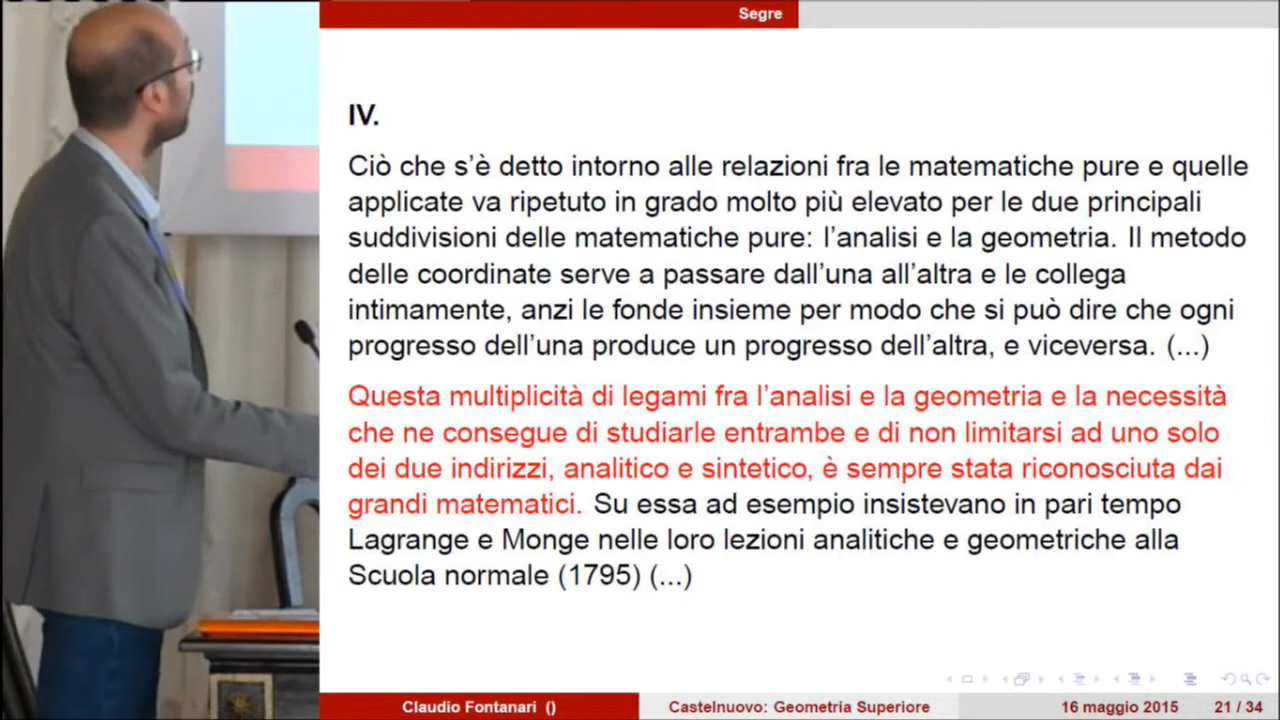 Segre
IV.
Ciò che s'è detto intorno alle relazioni fra le matematiche pure e quelle
applicate va ripetuto in grado molto più elevato per le due principali
suddivisioni delle matematiche pure: l'analisi e la geometria. Il metodo
delle coordinate serve a passare dall'una all'altra e le collega
intimamente, anzi le fonde insieme per modo che si può dire che ogni
progresso dell'una produce un progresso dell'altra, e viceversa. (...)
Questa multiplicità di legami fra l'analisi e la geometria e la necessità
che ne consegue di studiarle entrambe e di non limitarsi ad uno solo
dei due indirizzi, analitico e sintetico, è sempre stata riconosciuta dai
grandi matematici. Su essa ad esempio insistevano in pari tempo
Lagrange e Monge nelle loro lezioni analitiche e geometriche alla
Scuola normale (1795) (...)
Claudio Fontanari () Castelnuovo: Geometria Superiore 16 maggio 2015 21 / 34